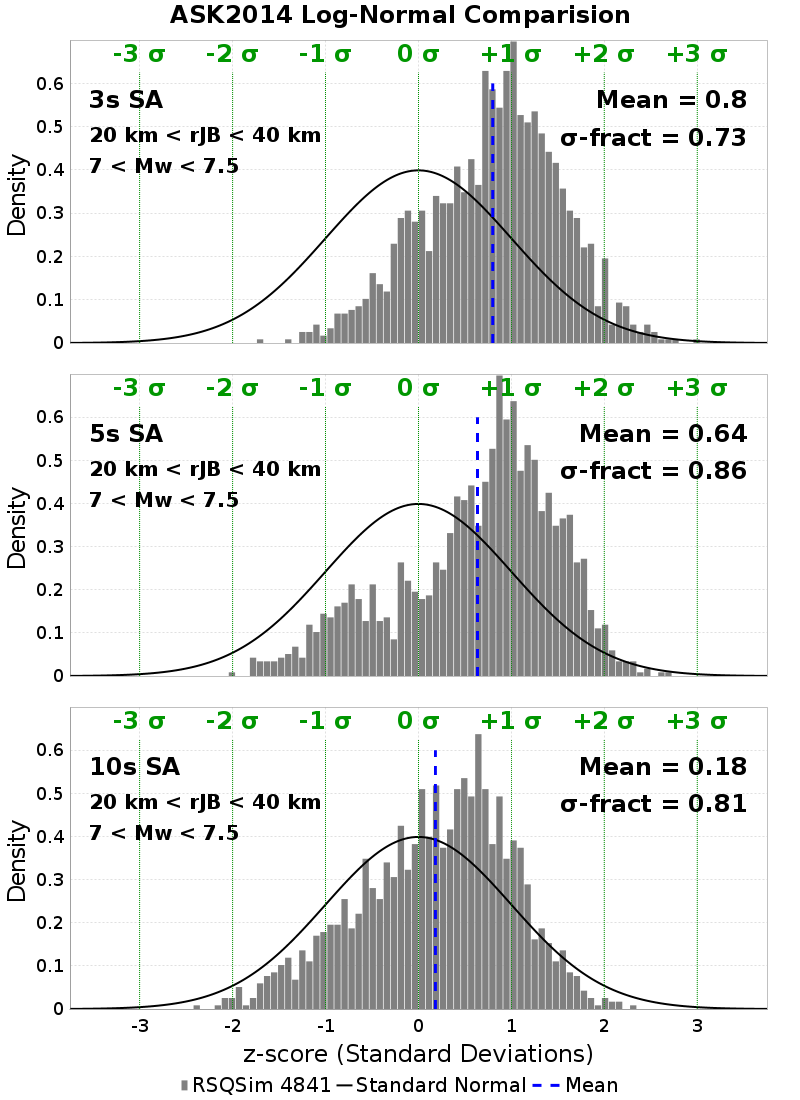 ASK2014 Log-Normal Comparision
-3 σ -2 σ -1 σ 0 σ +1 σ +2 σ +3 σ
3s SA
Mean = 0.8
20 km < rJB < 40 km
σ-fract = 0.73
7 < Mw < 7.5
Density
0.6
0.5
0.4
0.3
0.2
0.1
0
-3 σ -2 σ -1 σ 0 σ +1 σ +2 σ +3 σ
5s SA
Mean = 0.64
20 km < rJB < 40 km
σ-fract = 0.86
7 < Mw < 7.5
Density
0.6
0.5
0.4
0.3
0.2
0.1
0
-3 σ -2 σ -1 σ 0 σ +1 σ +2 σ +3 σ
10s SA
Mean = 0.18
20 km < rJB < 40 km
σ-fract = 0.81
7 < Mw < 7.5
Density
0.6
0.5
0.4
0.3
0.2
0.1
0
-3 -2 -1 0 1 2 3
z-score (Standard Deviations)
RSQSim 4841 Standard Normal Mean